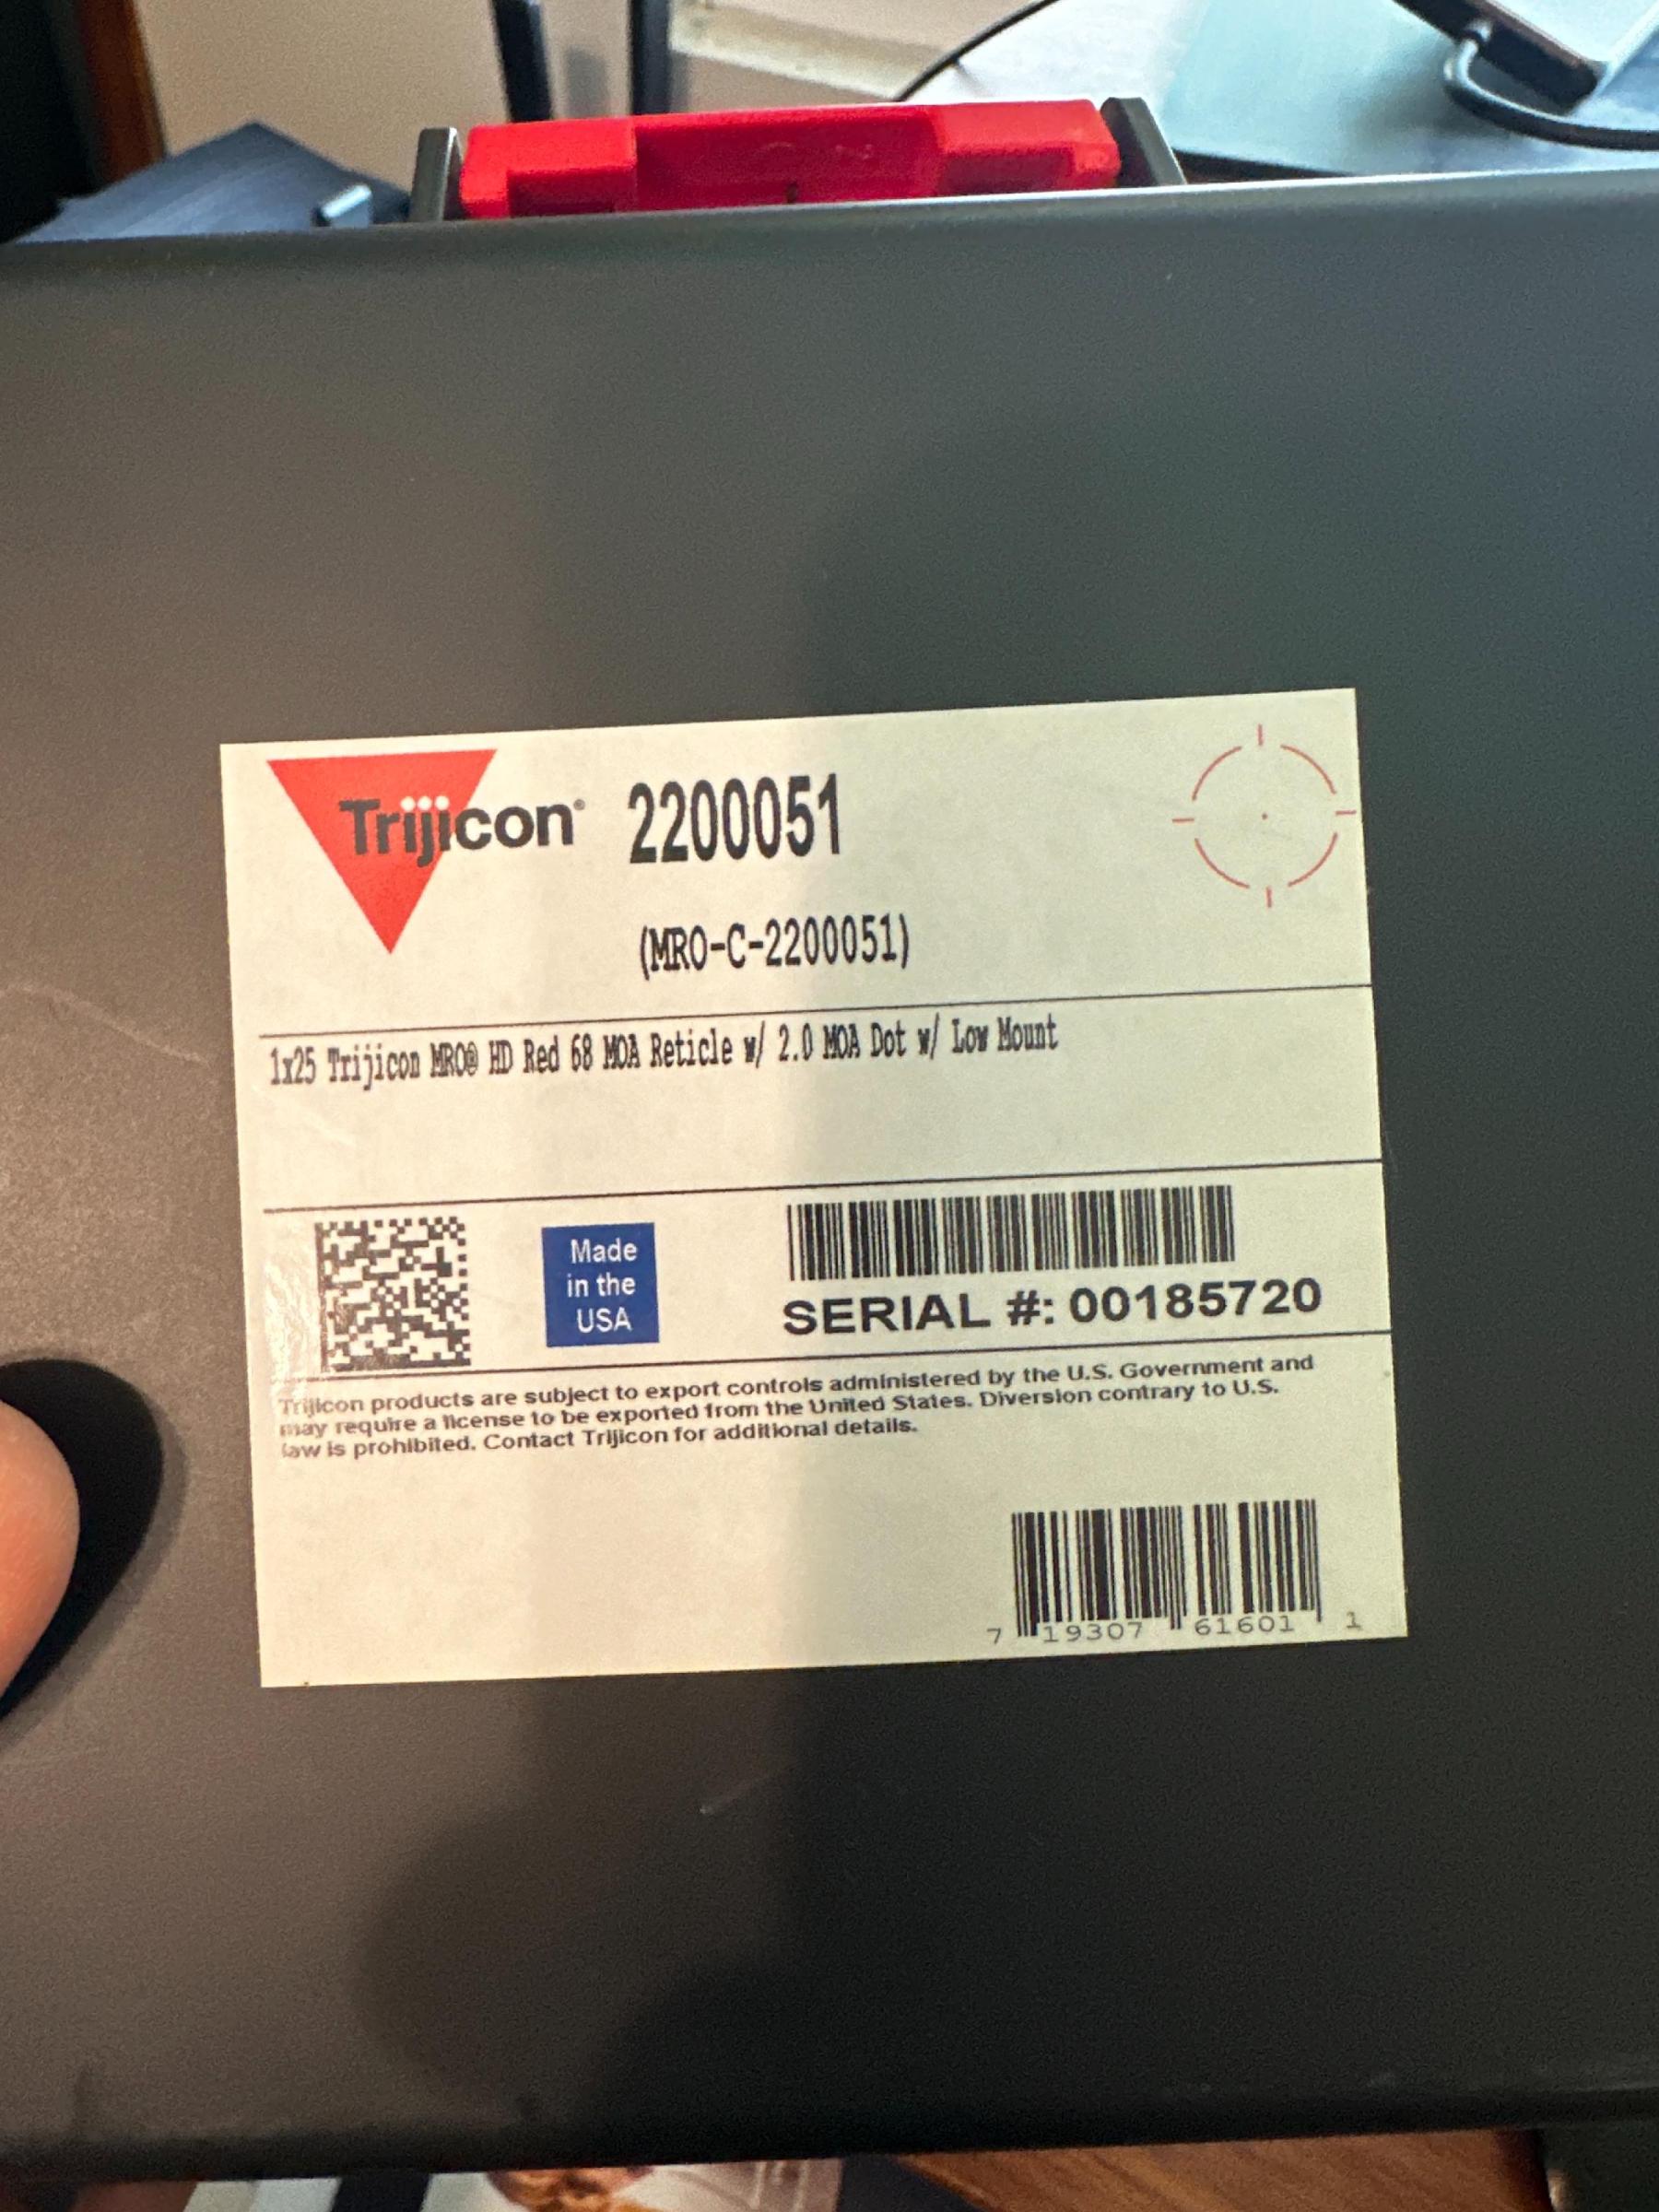 Trijicon® 2200051
(MRO-C-2200051)
1x25 Trijicon MRO® HD Red 68 MOA Reticle w/ 2.0 MOA Dot w/ Low Mount
Made
in the
USA
SERIAL #: 00185720
Trijicon products are subject to export controls administered by the U.S. Government and
may require a license to be exported from the United States. Diversion contrary to U.S.
law is prohibited. Contact Trijicon for additional details.
7 19307 61601 1